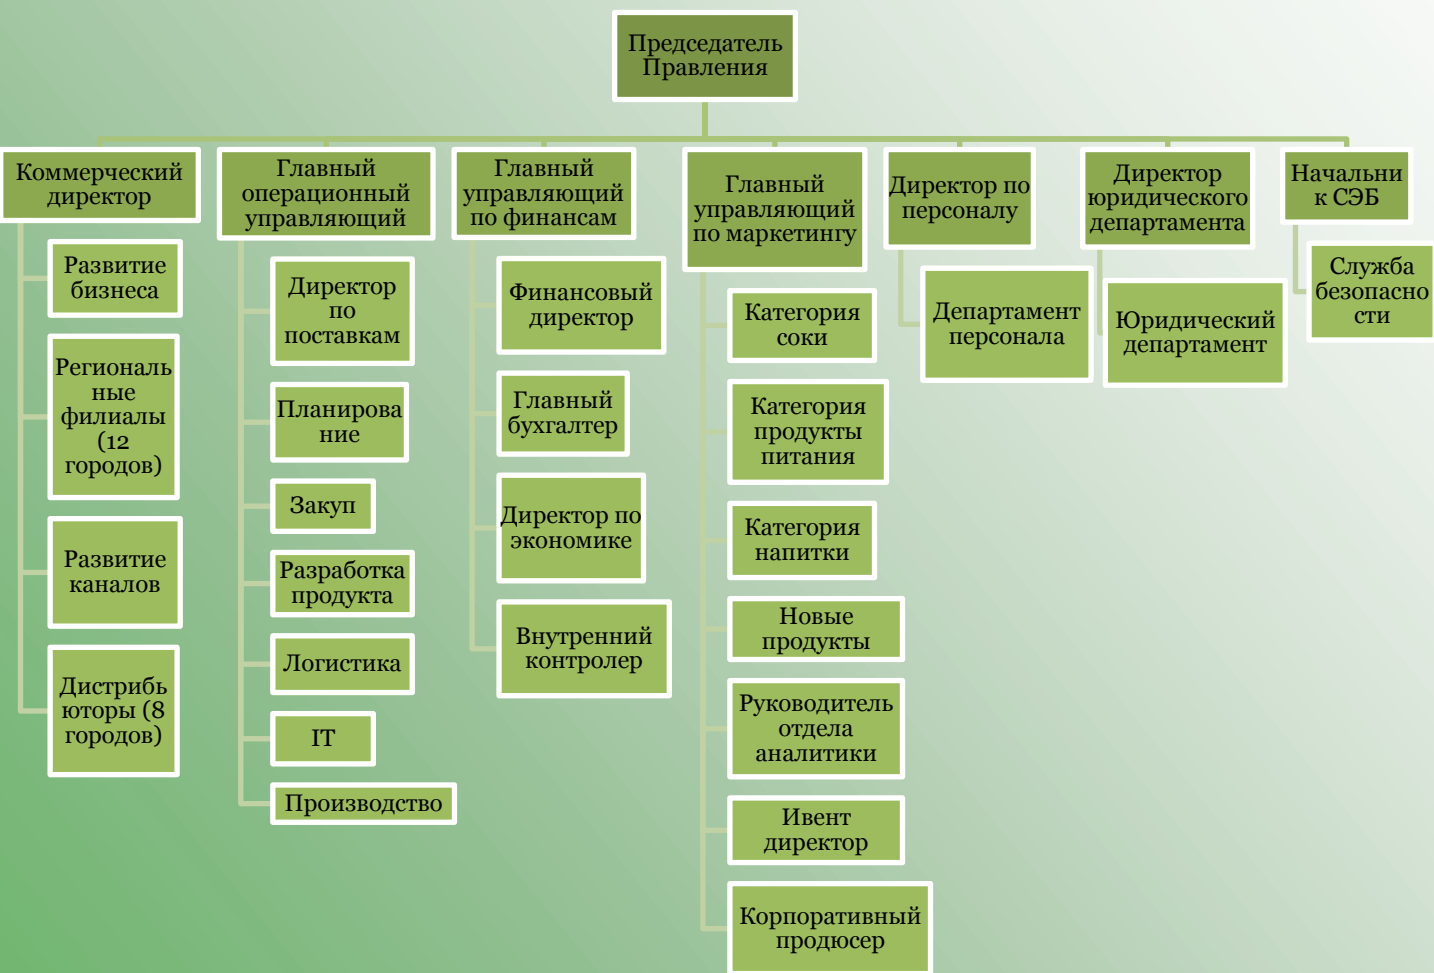 Председатель
Правления
Коммерческий
директор
Развитие
бизнеса
Региональ
ные
филиалы
(12
городов)
Развитие
каналов
Дистрибь
юторы (8
городов)
Главный
операционный
управляющий
Директор
по
поставкам
Планирова
ние
Закуп
Разработка
продукта
Логистика
IT
Производство
Главный
управляющий
по финансам
Финансовый
директор
Главный
бухгалтер
Директор по
экономике
Внутренний
контролер
Главный
управляющий
по маркетингу
Категория
соки
Категория
продукты
питания
Категория
напитки
Новые
продукты
Руководитель
отдела
аналитики
Ивент
директор
Корпоративный
продюсер
Директор по
персоналу
Департамент
персонала
Директор
юридического
департамента
Юридический
департамент
Начальни
к СЭБ
Служба
безопасно
сти